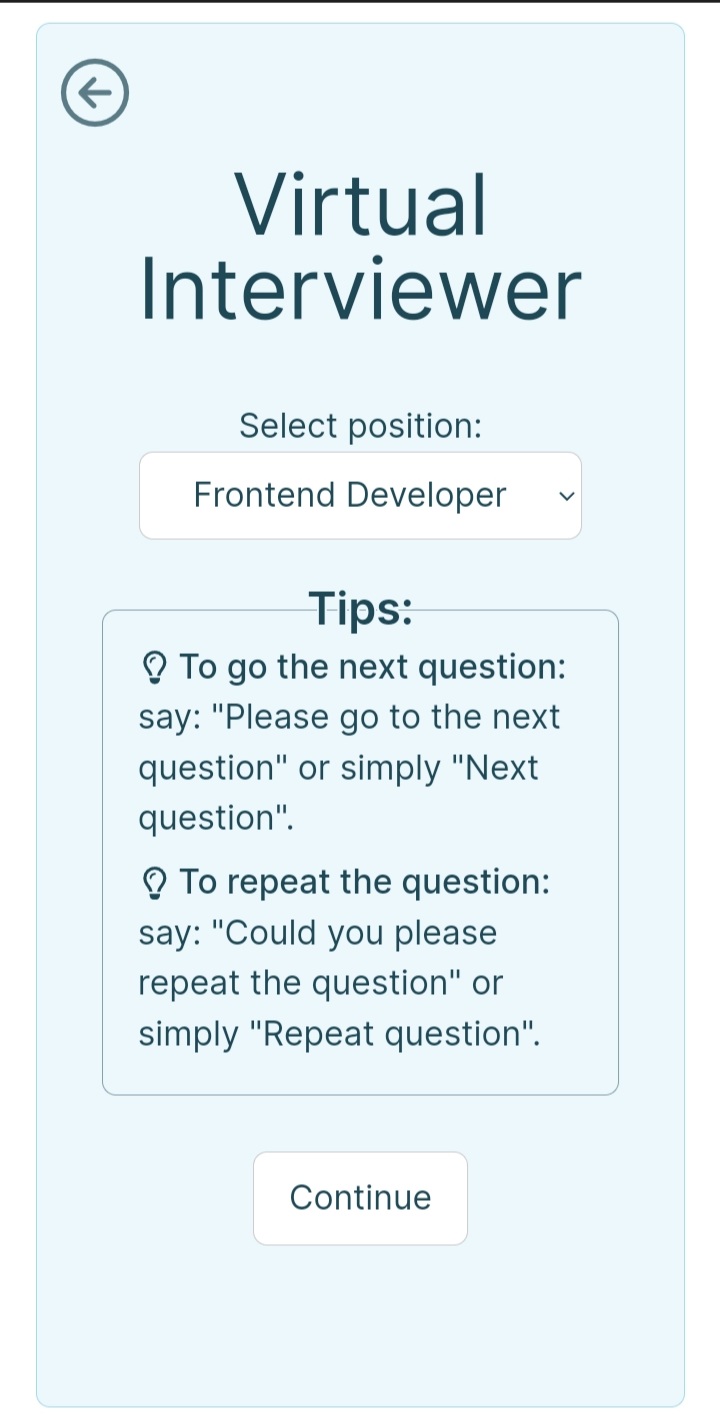 Virtual
Interviewer
Select position:
Frontend Developer
Tips:
To go the next question:
say: "Please go to the next
question" or simply "Next
question".
To repeat the question:
say: "Could you please
repeat the question" or
simply "Repeat question".
Continue